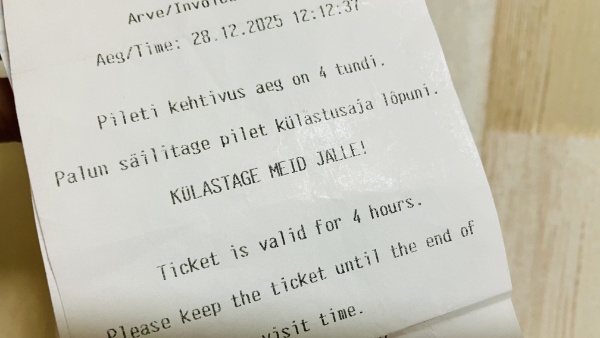 Arve/Invoice
Aeg/Time: 28.12.2025 12:12:37
Pileti kehtivus aeg on 4 tundi.
Palun säilitage pilet külastusaja lõpuni.
KÜLASTAGE MEID JÄLLE!
Ticket is valid for 4 hours.
Please keep the ticket until the end of
visit time.